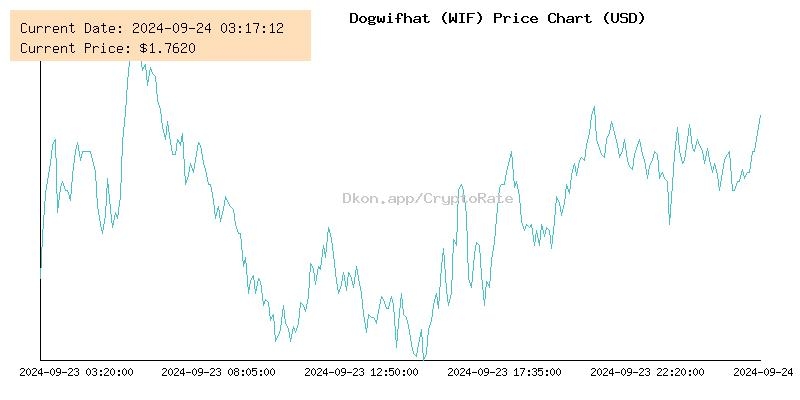 Dogwifhat (WIF) Price Chart (USD)
Current Date: 2024-09-24 03:17:12
Current Price: $1.7620
Dkon.app/CryptoRate
2024-09-23 03:20:00 2024-09-23 08:05:00 2024-09-23 12:50:00 2024-09-23 17:35:00 2024-09-23 22:20:00 2024-09-24